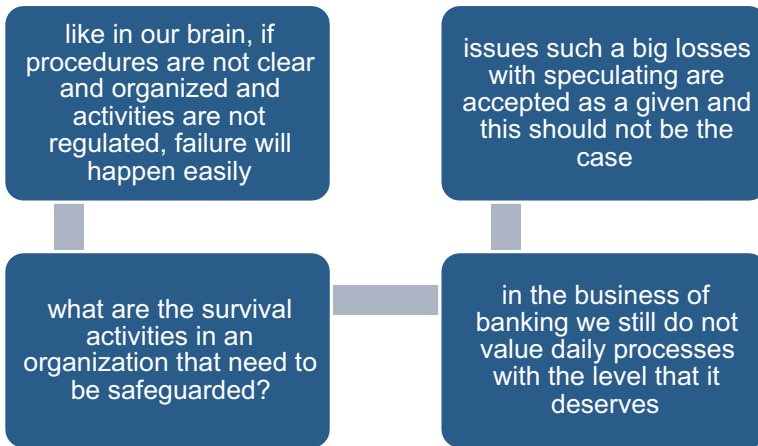 like in our brain, if
procedures are not clear
and organized and
activities are not
regulated, failure will
happen easily
what are the survival
activities in an
organization that need to
be safeguarded?
in the business of
banking we still do not
value daily processes
with the level that it
deserves
issues such a big losses
with speculating are
accepted as a given and
this should not be the
case